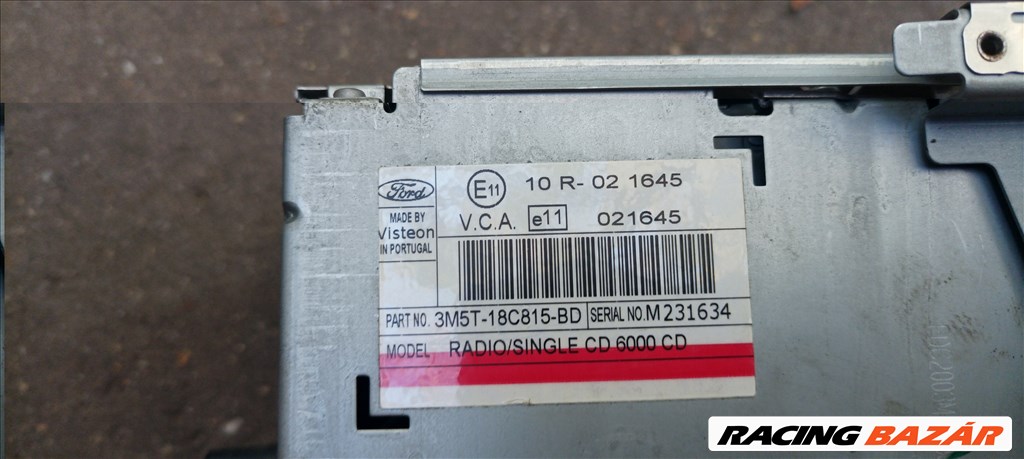 Ford
E11 10 R- 02 1645
MADE BY
Visteon
IN PORTUGAL
V.C.A. e11 021645
PART NO. 3M5T-18C815-BD SERIAL NO. M231634
MODEL RADIO/SINGLE CD 6000 CD
RACING BAZÁR